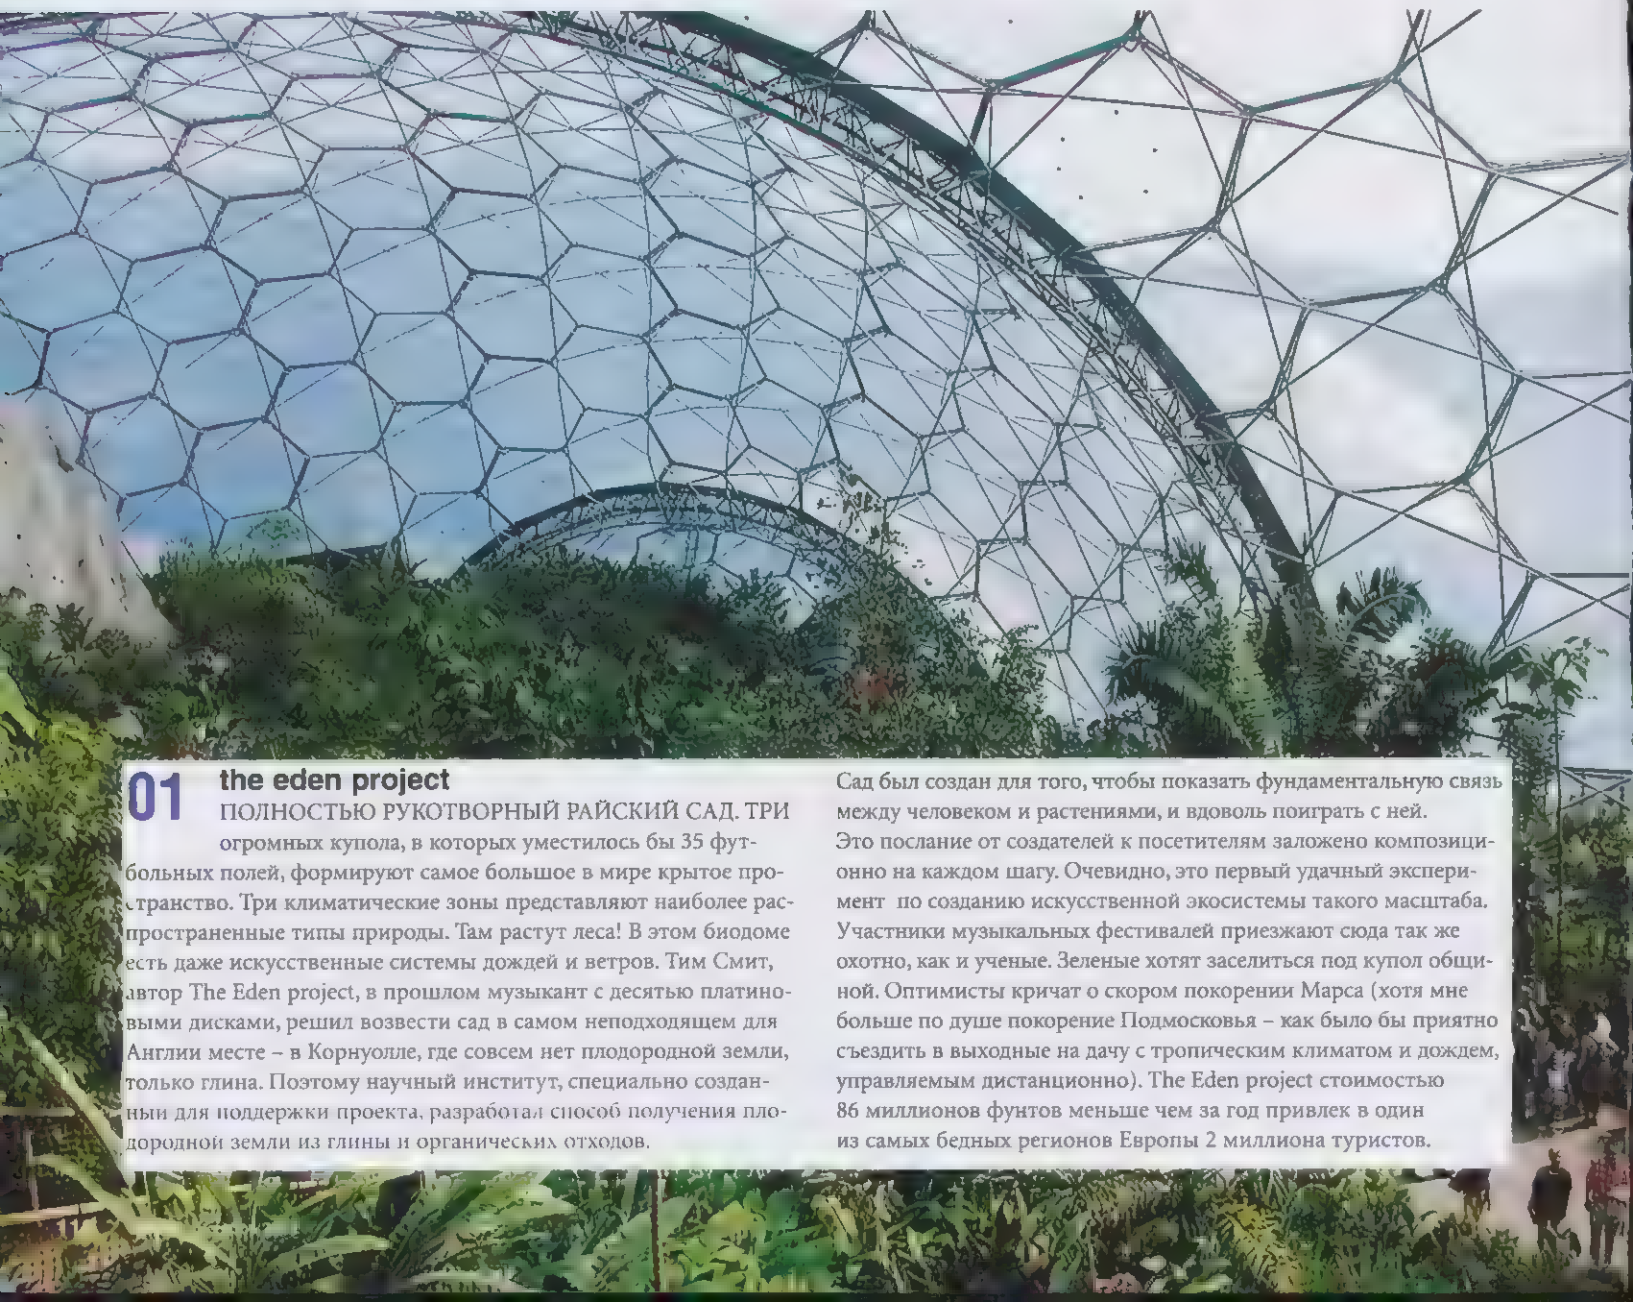 01
the eden project
ПОЛНОСТЬЮ РУКОТВОРНЫЙ РАЙСКИЙ САД. ТРИ
огромных купола, в которых уместилось бы 35 фут-
больных полей, формируют самое большое в мире крытое про-
странство. Три климатические зоны представляют наиболее рас-
пространенные типы природы. Там растут леса! В этом биодоме
есть даже искусственные системы дождей и ветров. Тим Смит,
автор The Eden project, в прошлом музыкант с десятью платино-
выми дисками, решил возвести сад в самом неподходящем для
Англии месте – в Корнуолле, где совсем нет плодородной земли,
только глина. Поэтому научный институт, специально создан-
ный для поддержки проекта, разработал способ получения пло-
дородной земли из глины и органических отходов.
Сад был создан для того, чтобы показать фундаментальную связь
между человеком и растениями, и вдоволь поиграть с ней.
Это послание от создателей к посетителям заложено композици-
онно на каждом шагу. Очевидно, это первый удачный экспери-
мент по созданию искусственной экосистемы такого масштаба.
Участники музыкальных фестивалей приезжают сюда так же
охотно, как и ученые. Зеленые хотят заселиться под купол общи-
ной. Оптимисты кричат о скором покорении Марса (хотя мне
больше по душе покорение Подмосковья – как было бы приятно
съездить в выходные на дачу с тропическим климатом и дождем,
управляемым дистанционно). The Eden project стоимостью
86 миллионов фунтов меньше чем за год привлек в один
из самых бедных регионов Европы 2 миллиона туристов.